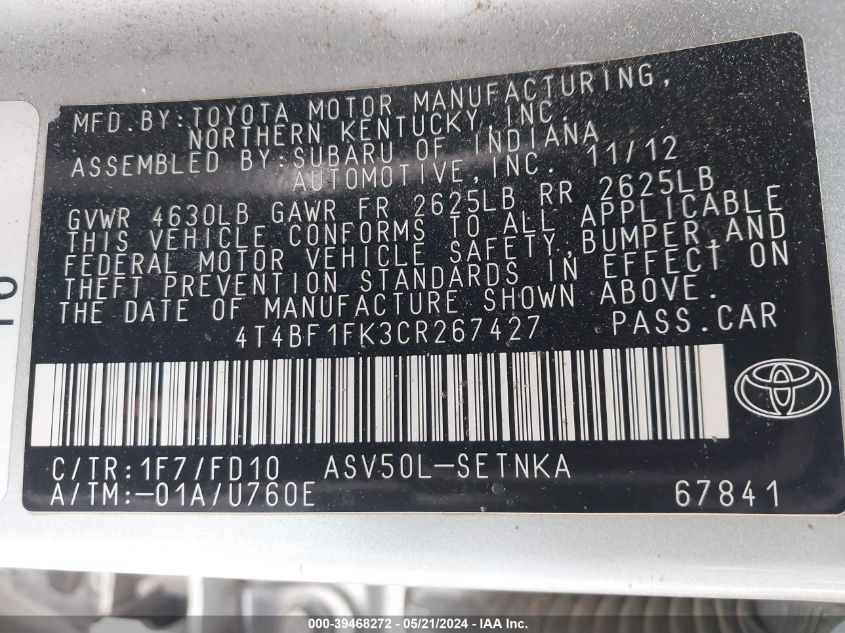 MFD.BY:TOYOTA MOTOR MANUFACTURING,
NORTHERN KENTUCKY, INC.
ASSEMBLED BY:SUBARU OF INDIANA
AUTOMOTIVE,INC. 11/12
GVWR 4630LB GAWR FR 2625LB RR 2625LB
THIS VEHICLE CONFORMS TO ALL APPLICABLE
FEDERAL MOTOR VEHICLE SAFETY,BUMPER,AND
THEFT PREVENTION STANDARDS IN EFFECT ON
THE DATE OF MANUFACTURE SHOWN ABOVE.
4T4BF1FK3CR267427 PASS.CAR
C/TR:1F7/FD10 ASV50L-SETNKA
A/TM:-01A/U760E 67841
000-39468272 - 05/21/2024 - IAA Inc.